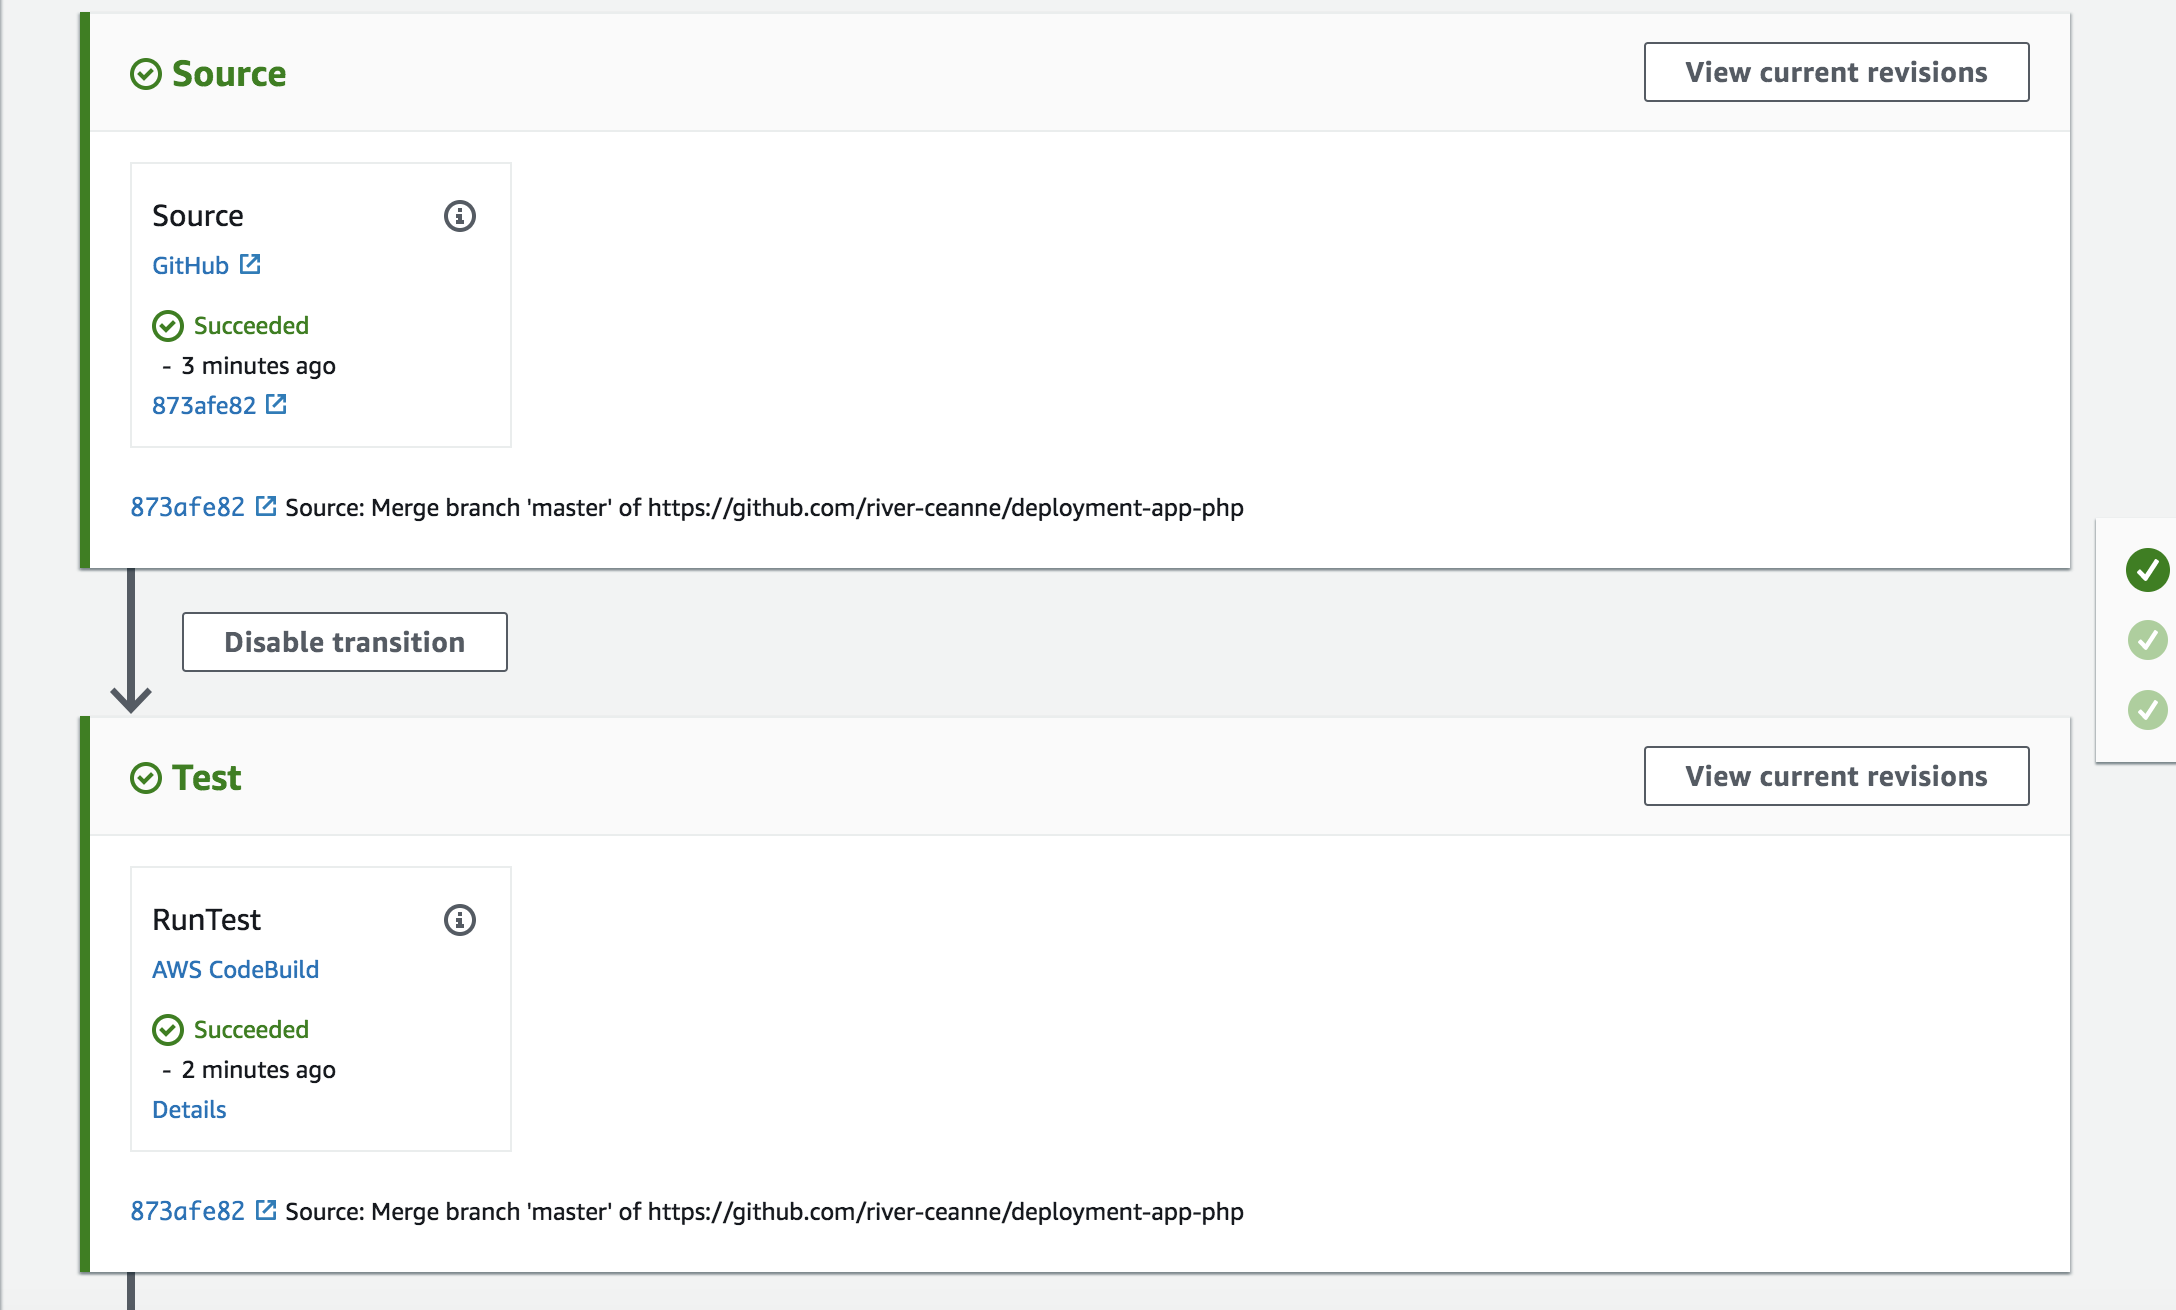 Source
View current revisions
Source
GitHub
Succeeded
- 3 minutes ago
873afe82
873afe82 Source: Merge branch 'master' of https://github.com/river-ceanne/deployment-app-php
Disable transition
Test
View current revisions
RunTest
AWS CodeBuild
Succeeded
- 2 minutes ago
Details
873afe82 Source: Merge branch 'master' of https://github.com/river-ceanne/deployment-app-php